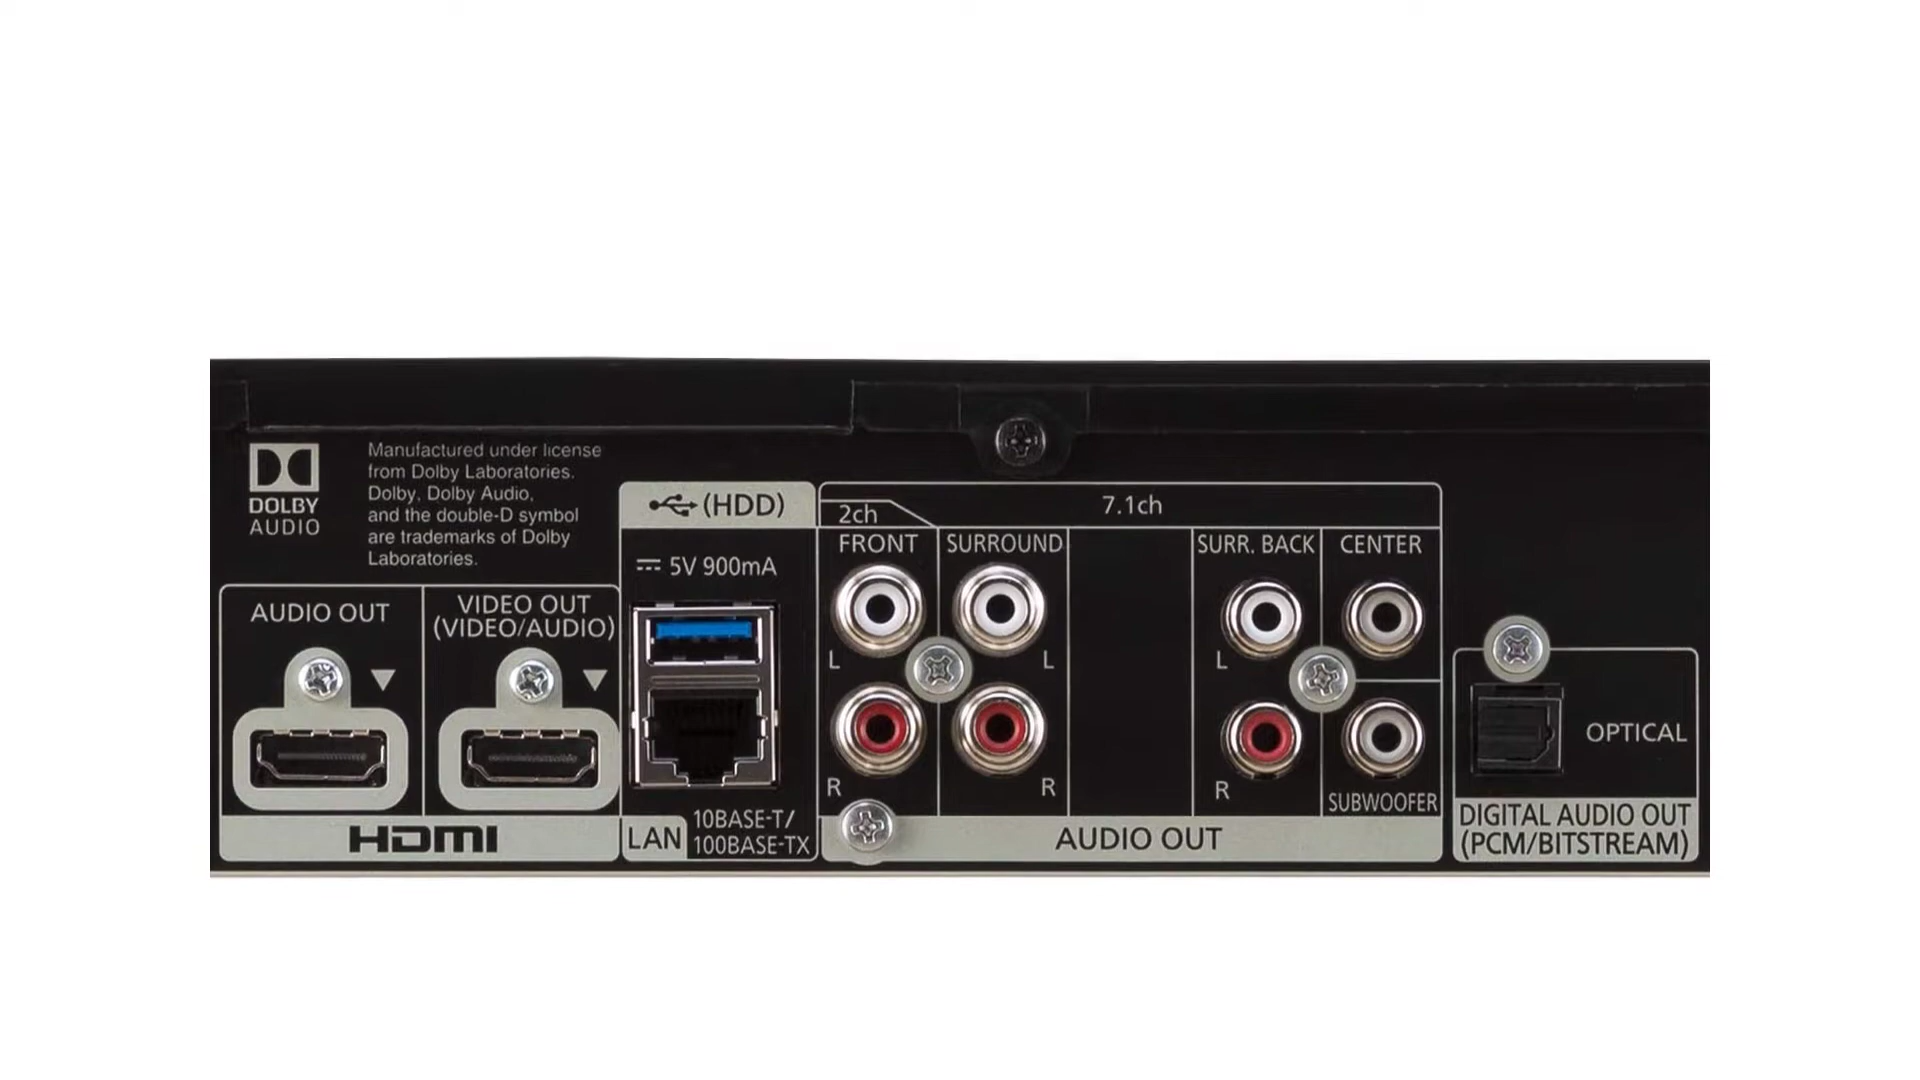 DOLBY
AUDIO
Manufactured under license
from Dolby Laboratories.
Dolby, Dolby Audio,
and the double-D symbol
are trademarks of Dolby
Laboratories.
AUDIO OUT
VIDEO OUT
(VIDEO/AUDIO)
HDMI
(HDD)
5V 900mA
LAN
10BASE-T/
100BASE-TX
2ch
7.1ch
FRONT
SURROUND
SURR. BACK
CENTER
L
L
L
R
R
R
SUBWOOFER
AUDIO OUT
OPTICAL
DIGITAL AUDIO OUT
(PCM/BITSTREAM)